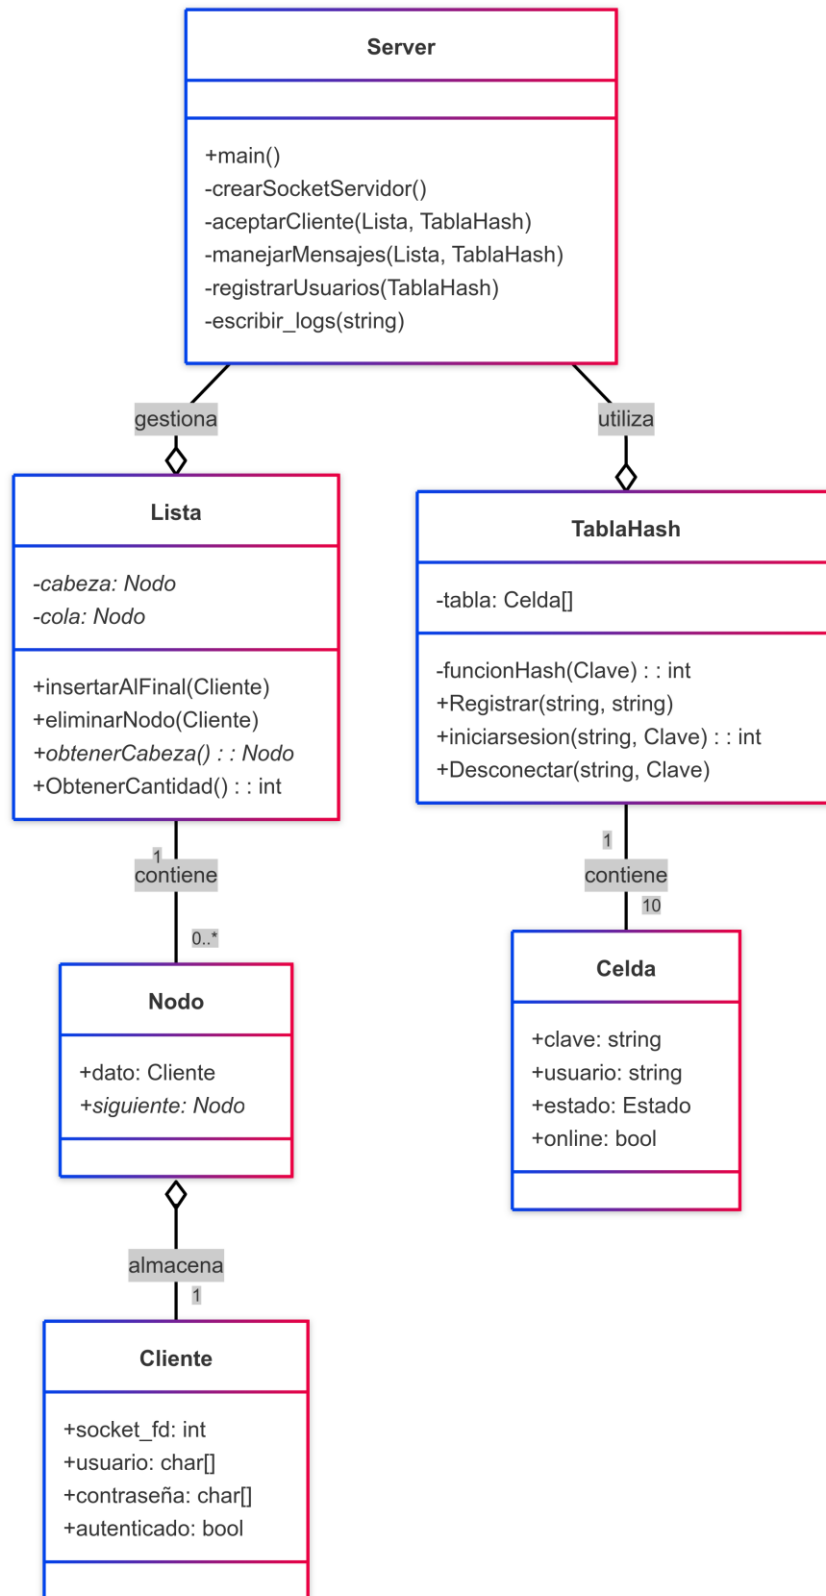 Server
+main()
-crearSocketServidor()
-aceptarCliente(Lista, TablaHash)
-manejarMensajes(Lista, TablaHash)
-registrarUsuarios(TablaHash)
-escribir_logs(string)
gestiona
utiliza
Lista
-cabeza: Nodo
-cola: Nodo
+insertarAlFinal(Cliente)
+eliminarNodo(Cliente)
+obtenerCabeza() : : Nodo
+ObtenerCantidad() : : int
TablaHash
-tabla: Celda[]
-funcionHash(Clave) : : int
+Registrar(string, string)
+iniciarsesion(string, Clave) : : int
+Desconectar(string, Clave)
1
contiene
0..*
1
contiene
10
Nodo
+dato: Cliente
+siguiente: Nodo
Celda
+clave: string
+usuario: string
+estado: Estado
+online: bool
almacena
1
Cliente
+socket_fd: int
+usuario: char[]
+contraseña: char[]
+autenticado: bool